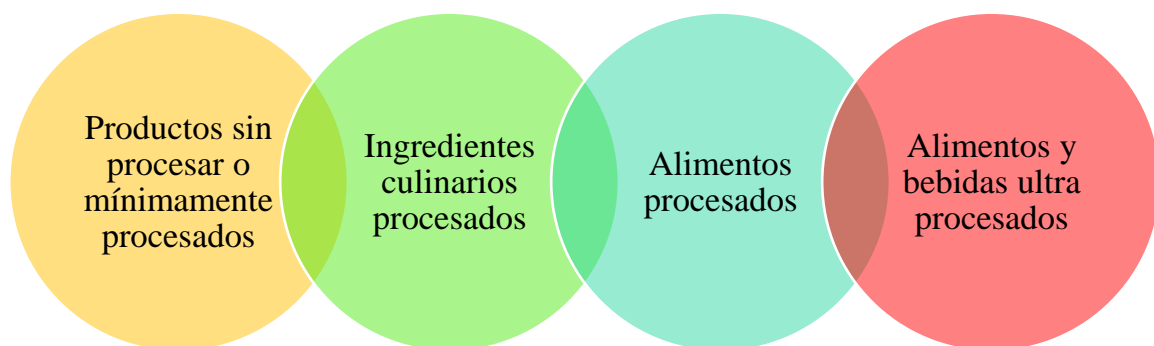 Productos sin
procesar o
mínimamente
procesados
Ingredientes
culinarios
procesados
Alimentos
procesados
Alimentos y
bebidas ultra
procesados